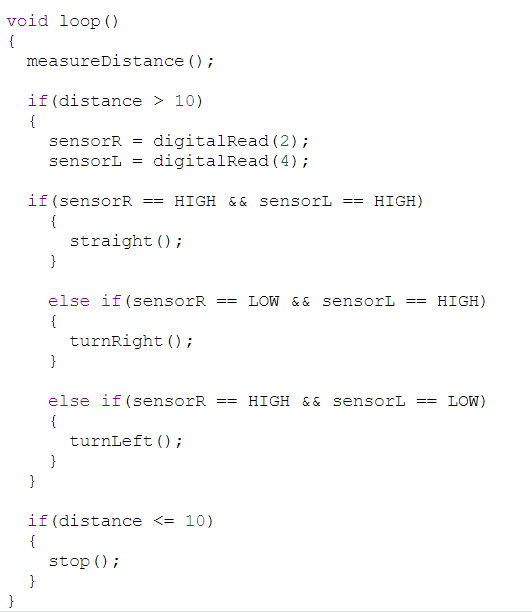 void loop()
{
  measureDistance();

  if(distance > 10)
  {
    sensorR = digitalRead(2);
    sensorL = digitalRead(4);

  if(sensorR == HIGH && sensorL == HIGH)
    {
      straight();
    }

    else if(sensorR == LOW && sensorL == HIGH)
    {
      turnRight();
    }

    else if(sensorR == HIGH && sensorL == LOW)
    {
      turnLeft();
    }
  }

  if(distance <= 10)
  {
    stop();
  }
}